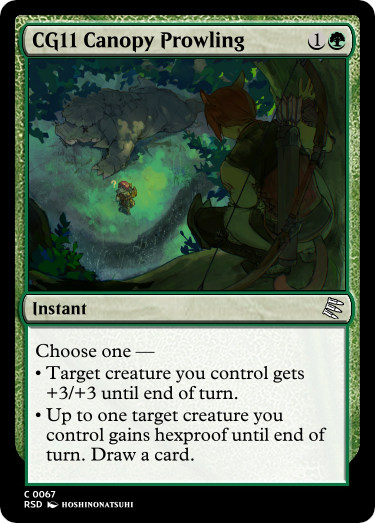 CG11 Canopy Prowling 1
Instant
Choose one —
• Target creature you control gets
+3/+3 until end of turn.
• Up to one target creature you
control gains hexproof until end of
turn. Draw a card.
C 0067
RSD HOSHINONATSUHI